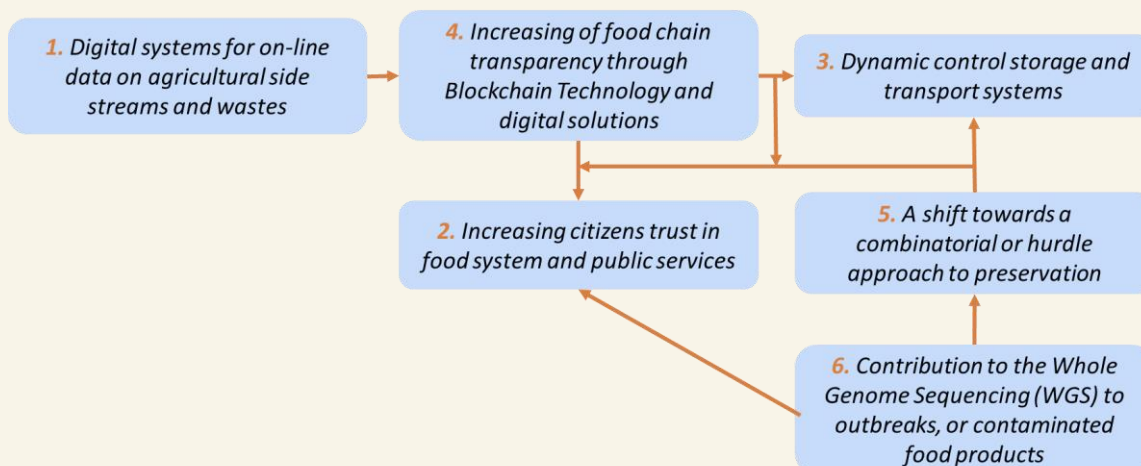 1. Digital systems for on-line
data on agricultural side
streams and wastes
4. Increasing of food chain
transparency through
Blockchain Technology and
digital solutions
3. Dynamic control storage and
transport systems
2. Increasing citizens trust in
food system and public services
5. A shift towards a
combinatorial or hurdle
approach to preservation
6. Contribution to the Whole
Genome Sequencing (WGS) to
outbreaks, or contaminated
food products